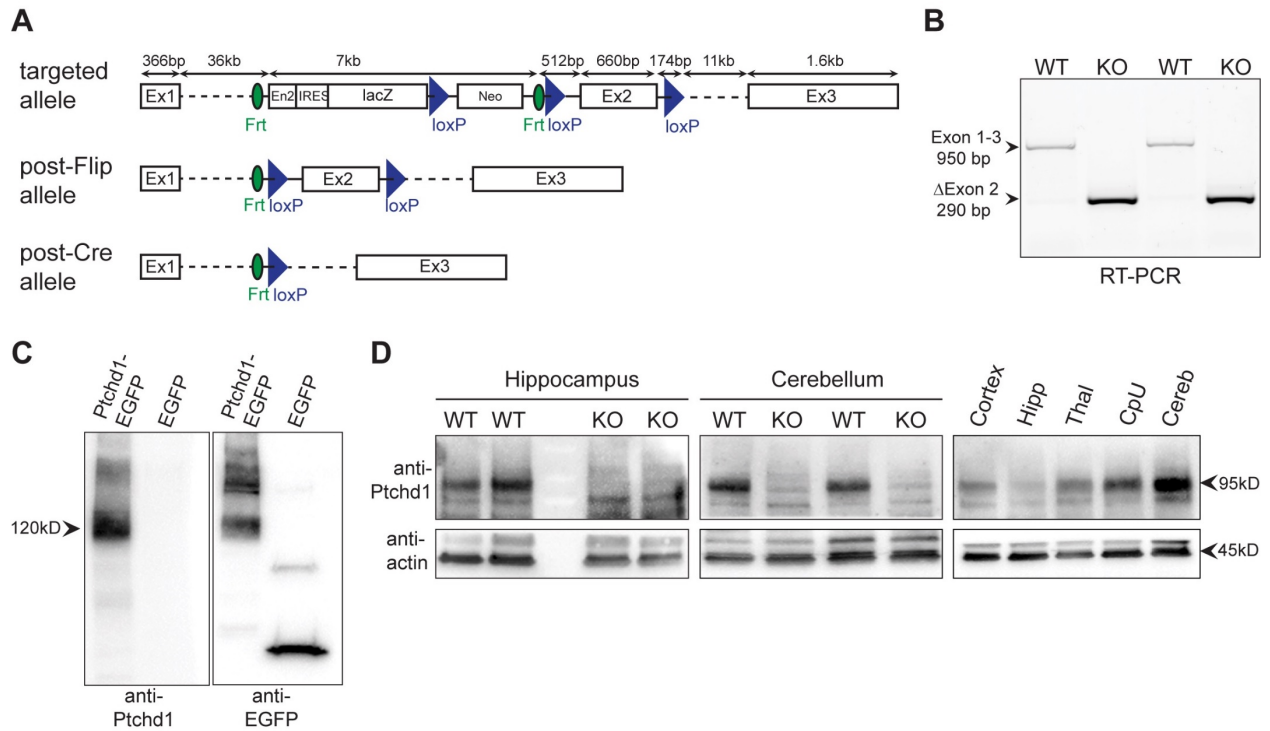 A
366bp 36kb 7kb 512bp 660bp 174bp 11kb 1.6kb
targeted
allele
Ex1 En2 IRES lacZ Neo Ex2 Ex3
Frt loxP Frt loxP loxP
post-Flip
allele
Ex1 Ex2 Ex3
Frt loxP loxP
post-Cre
allele
Ex1 Ex3
Frt loxP
B
WT KO WT KO
Exon 1-3
950 bp
ΔExon 2
290 bp
RT-PCR
C
Ptchd1-
EGFP
EGFP
Ptchd1-
EGFP
EGFP
120kD
anti-
Ptchd1
anti-
EGFP
D
Hippocampus
WT WT KO KO
Cerebellum
WT KO WT KO
Cortex
Hipp
Thal
CpU
Cereb
anti-
Ptchd1
95kD
anti-
actin
45kD